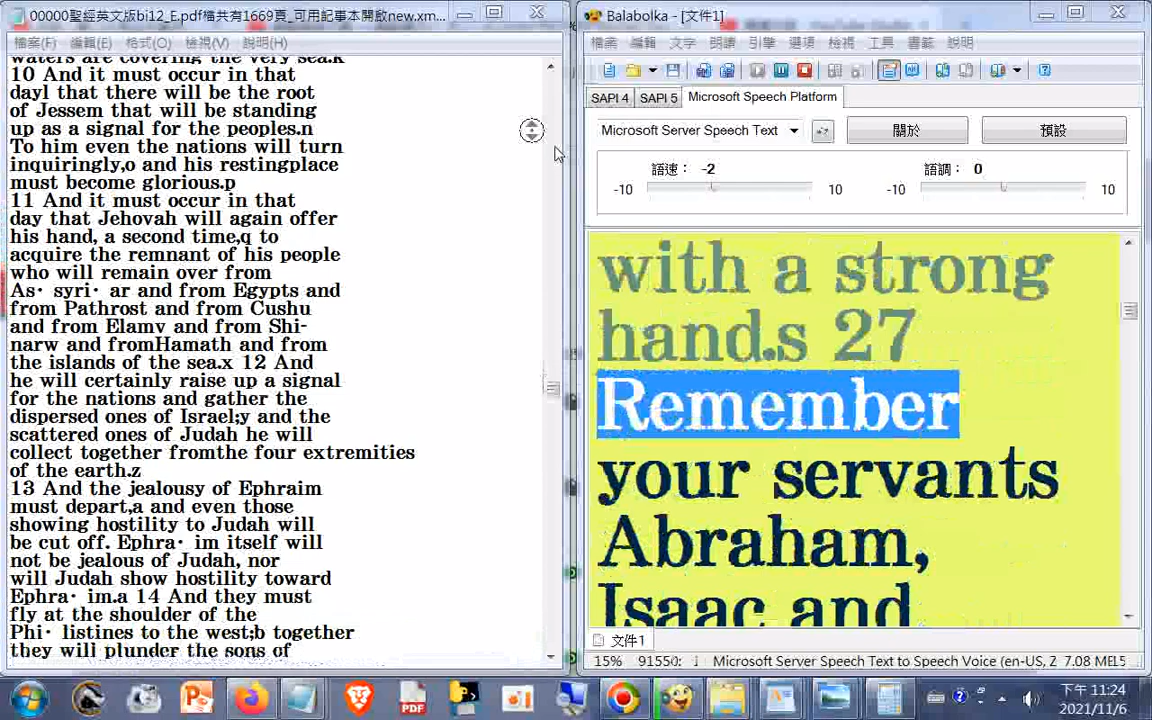 00000聖經英文版bi12_E.pdf檔共有1669頁_可用記事本開啟new.xm...
檔案(F) 編輯(E) 格式(O) 檢視(V) 說明(H)
waters are covering the very sea.k
10 And it must occur in that
dayl that there will be the root
of Jessem that will be standing
up as a signal for the peoples.n
To him even the nations will turn
inquiringly,o and his restingplace
must become glorious.p
11 And it must occur in that
day that Jehovah will again offer
his hand, a second time,q to
acquire the remnant of his people
who will remain over from
As· syri· ar and from Egypts and
from Pathrost and from Cushu
and from Elamv and from Shi-
narw and fromHamath and from
the islands of the sea.x 12 And
he will certainly raise up a signal
for the nations and gather the
dispersed ones of Israel;y and the
scattered ones of Judah he will
collect together fromthe four extremities
of the earth.z
13 And the jealousy of Ephraim
must depart,a and even those
showing hostility to Judah will
be cut off. Ephra· im itself will
not be jealous of Judah, nor
will Judah show hostility toward
Ephra· im.a 14 And they must
fly at the shoulder of the
Phi· listines to the west;b together
they will plunder the sons of
Balabolka - [文件1]
檔案 編輯 文字 朗讀 引擎 選項 檢視 工具 書籤 說明
SAPI 4 SAPI 5 Microsoft Speech Platform
Microsoft Server Speech Text 關於 預設
語速： -2 語調： 0
-10 10 -10 10
with a strong
hand.s 27
Remember
your servants
Abraham,
Isaac and
文件1
15% 91550: 1 Microsoft Server Speech Text to Speech Voice (en-US, Z 7.08 MEL5
下午 11:24
2021/11/6